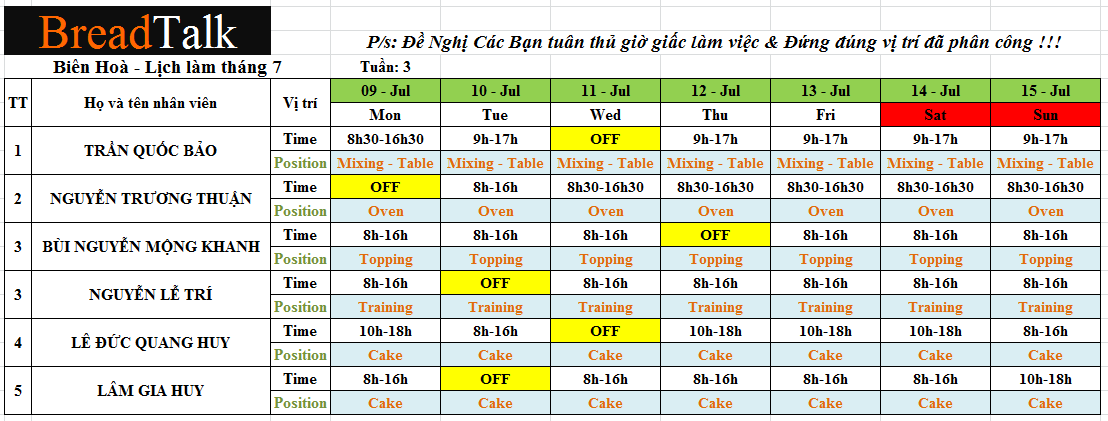 BreadTalk
P/s: Đề Nghị Các Bạn tuân thủ giờ giấc làm việc & Đứng đúng vị trí đã phân công !!!
Biên Hoà - Lịch làm tháng 7 Tuần: 3
TT Họ và tên nhân viên Vị trí 09 - Jul 10 - Jul 11 - Jul 12 - Jul 13 - Jul 14 - Jul 15 - Jul
Mon Tue Wed Thu Fri Sat Sun
1 TRẦN QUỐC BẢO Time 8h30-16h30 9h-17h OFF 9h-17h 9h-17h 9h-17h 9h-17h
Position Mixing - Table Mixing - Table Mixing - Table Mixing - Table Mixing - Table Mixing - Table Mixing - Table
2 NGUYỄN TRƯƠNG THUẬN Time OFF 8h-16h 8h30-16h30 8h30-16h30 8h30-16h30 8h30-16h30 8h30-16h30
Position Oven Oven Oven Oven Oven Oven Oven
3 BÙI NGUYỄN MỘNG KHANH Time 8h-16h 8h-16h 8h-16h OFF 8h-16h 8h-16h 8h-16h
Position Topping Topping Topping Topping Topping Topping Topping
3 NGUYỄN LỄ TRÍ Time 8h-16h OFF 8h-16h 8h-16h 8h-16h 8h-16h 8h-16h
Position Training Training Training Training Training Training Training
4 LÊ ĐỨC QUANG HUY Time 10h-18h 8h-16h OFF 10h-18h 10h-18h 10h-18h 8h-16h
Position Cake Cake Cake Cake Cake Cake Cake
5 LÂM GIA HUY Time 8h-16h OFF 8h-16h 8h-16h 8h-16h 8h-16h 10h-18h
Position Cake Cake Cake Cake Cake Cake Cake